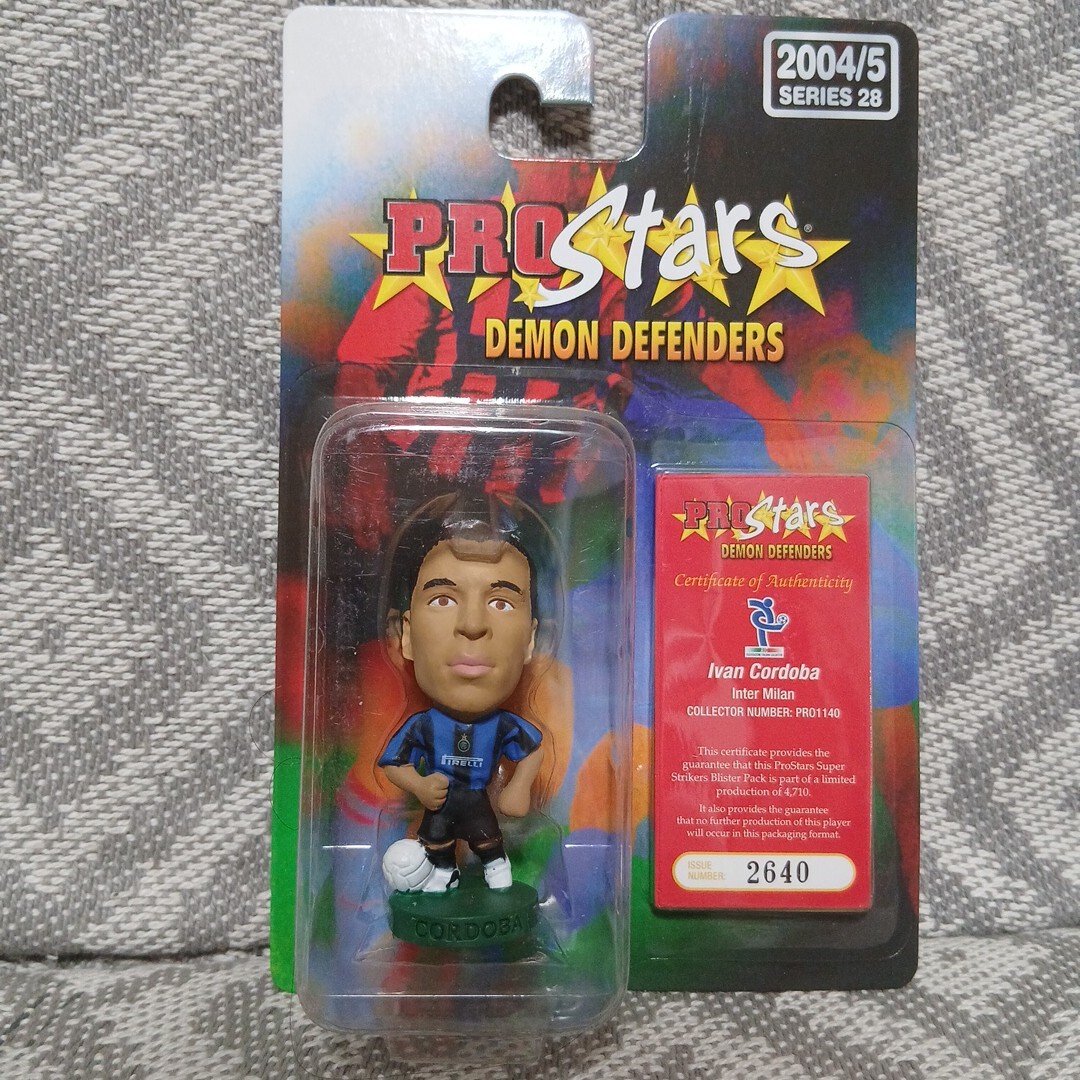 2004/5
SERIES 28
PROStars®
DEMON DEFENDERS
PROStars
DEMON DEFENDERS
Certificate of Authenticity
Ivan Cordoba
Inter Milan
COLLECTOR NUMBER: PRO1140
This certificate provides the
guarantee that this ProStars Super
Strikers Blister Pack is part of a limited
production of 4,710.
It also provides the guarantee
that no further production of this player
will occur in this packaging format.
ISSUE
NUMBER: 2640
PIRELLI
CORDOBA